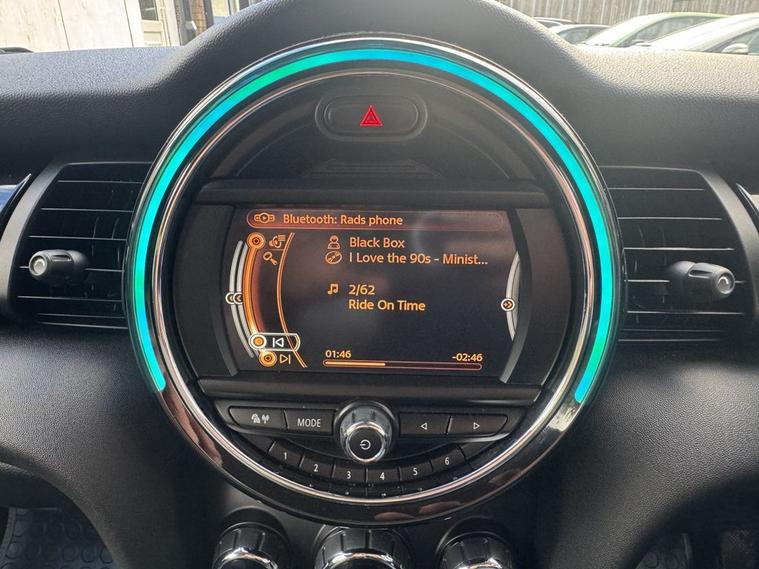 Bluetooth: Rads phone
Black Box
I Love the 90s - Minist...
2/62
Ride On Time
01:46 -02:46
MODE
1 2 3 4 5 6